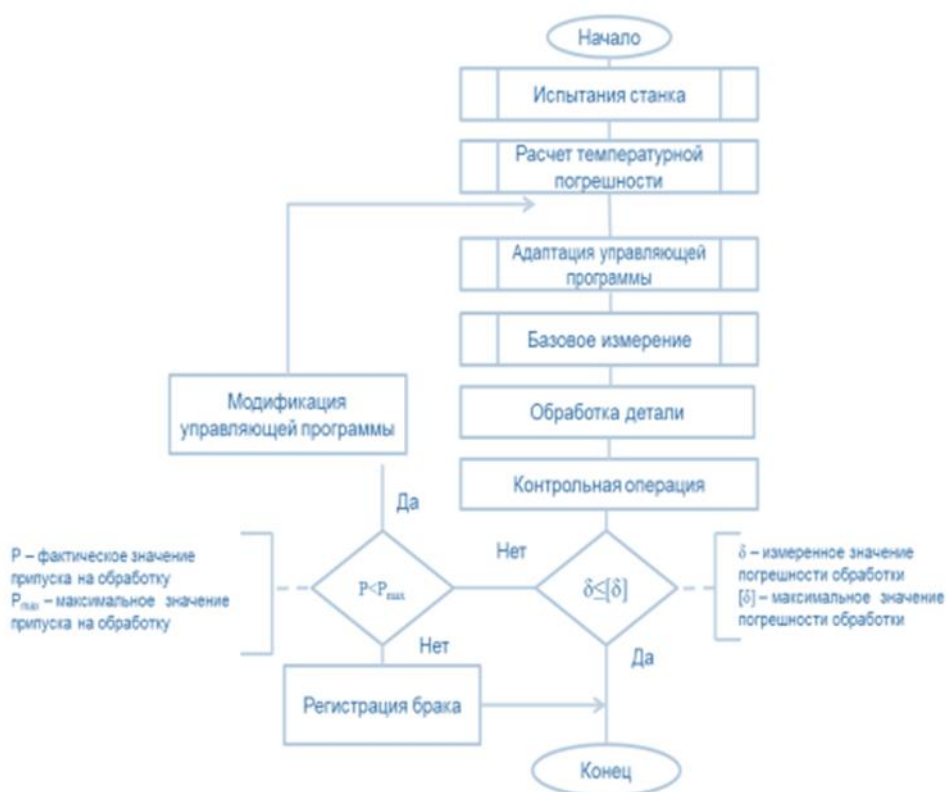 Начало
Испытания станка
Расчет температурной
погрешности
Адаптация управляющей
программы
Базовое измерение
Модификация
управляющей программы
Обработка детали
Контрольная операция
Да
Нет
P – фактическое значение
припуска на обработку
Pmax – максимальное значение
припуска на обработку
P<Pmax
δ≤[δ]
δ – измеренное значение
погрешности обработки
[δ] – максимальное значение
погрешности обработки
Нет
Да
Регистрация брака
Конец